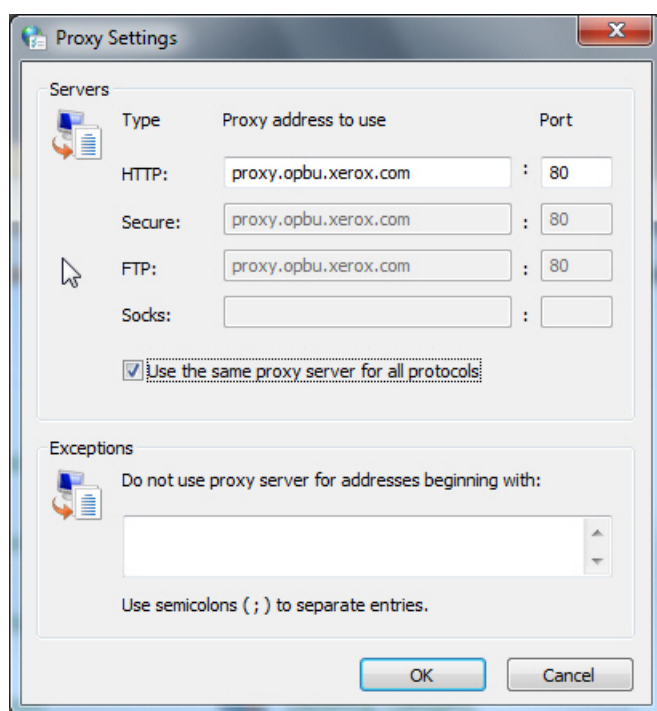 Proxy Settings
Servers
Type Proxy address to use Port
HTTP: proxy.opbu.xerox.com : 80
Secure: proxy.opbu.xerox.com : 80
FTP: proxy.opbu.xerox.com : 80
Socks: :
Use the same proxy server for all protocols
Exceptions
Do not use proxy server for addresses beginning with:
Use semicolons ( ; ) to separate entries.
OK Cancel